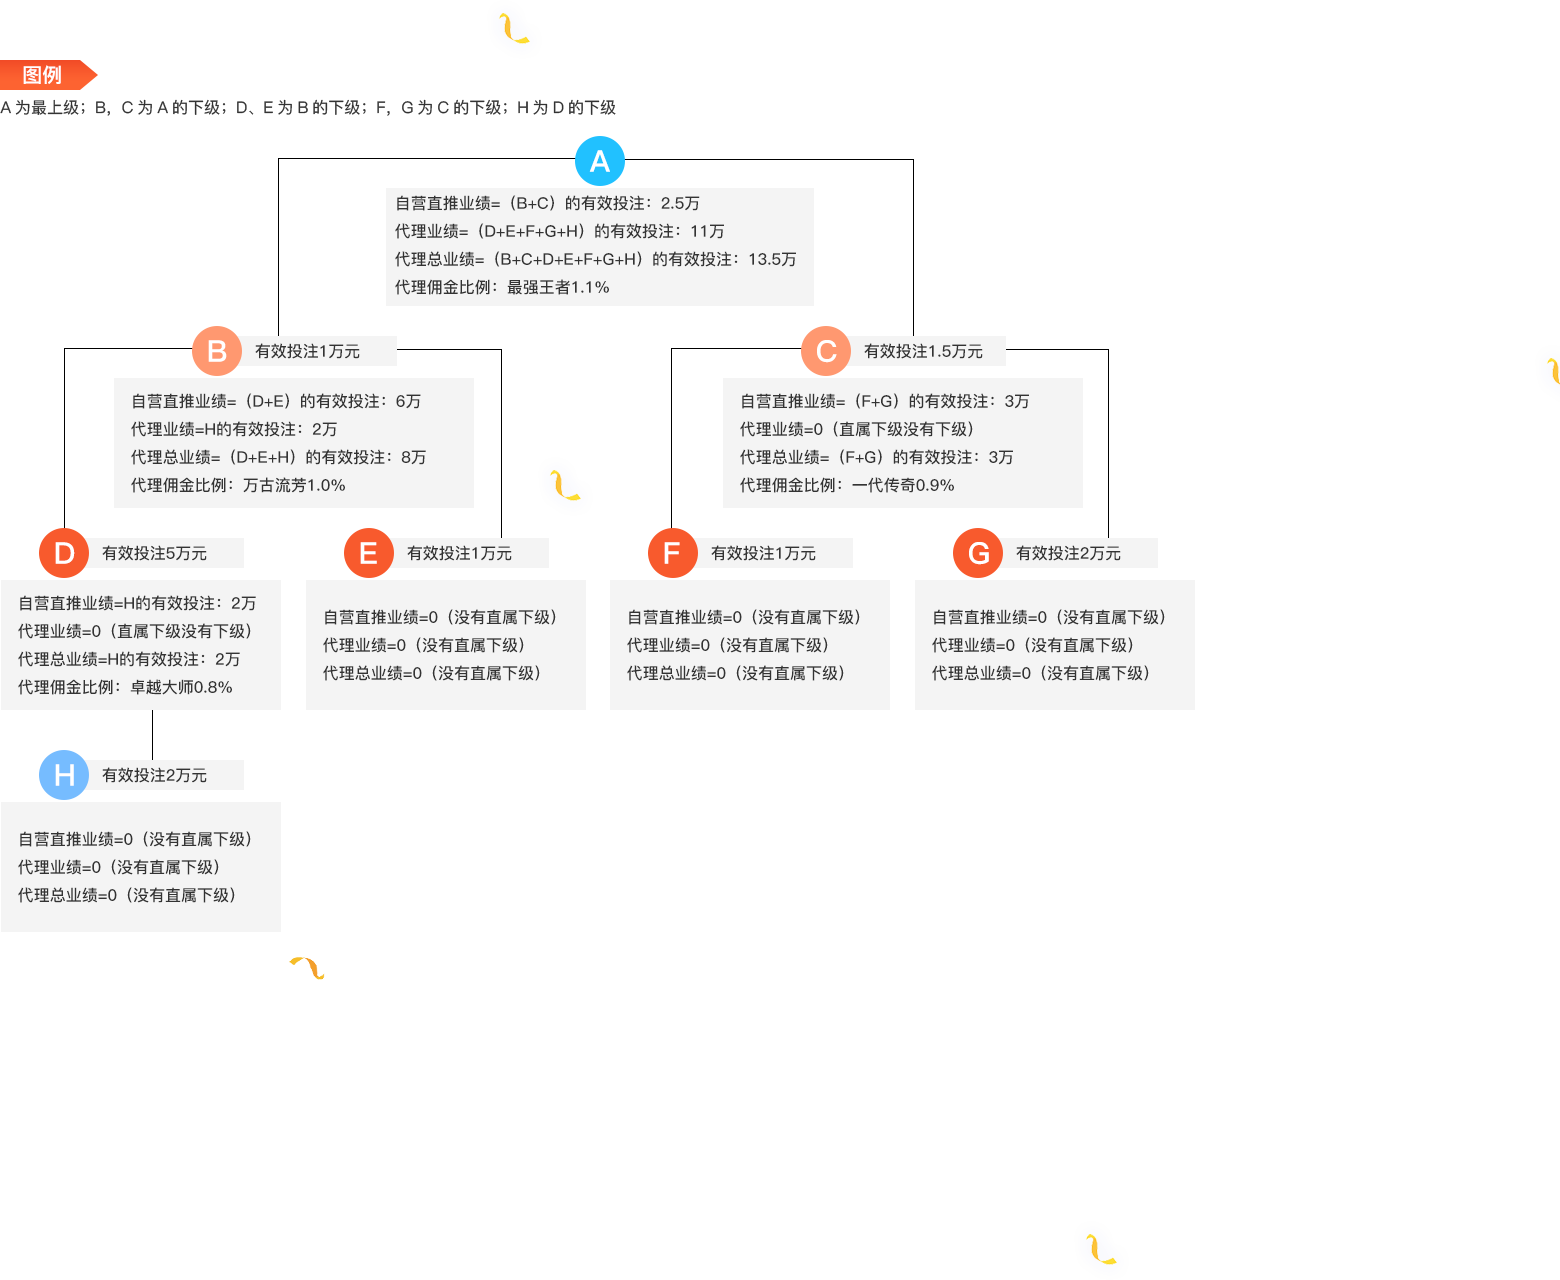 图例
A 为最上级；B，C 为 A 的下级；D、E 为 B 的下级；F，G 为 C 的下级；H 为 D 的下级
A
自营直推业绩=（B+C）的有效投注：2.5万
代理业绩=（D+E+F+G+H）的有效投注：11万
代理总业绩=（B+C+D+E+F+G+H）的有效投注：13.5万
代理佣金比例：最强王者1.1%
B
有效投注1万元
自营直推业绩=（D+E）的有效投注：6万
代理业绩=H的有效投注：2万
代理总业绩=（D+E+H）的有效投注：8万
代理佣金比例：万古流芳1.0%
C
有效投注1.5万元
自营直推业绩=（F+G）的有效投注：3万
代理业绩=0（直属下级没有下级）
代理总业绩=（F+G）的有效投注：3万
代理佣金比例：一代传奇0.9%
D
有效投注5万元
自营直推业绩=H的有效投注：2万
代理业绩=0（直属下级没有下级）
代理总业绩=H的有效投注：2万
代理佣金比例：卓越大师0.8%
E
有效投注1万元
自营直推业绩=0（没有直属下级）
代理业绩=0（没有直属下级）
代理总业绩=0（没有直属下级）
F
有效投注1万元
自营直推业绩=0（没有直属下级）
代理业绩=0（没有直属下级）
代理总业绩=0（没有直属下级）
G
有效投注2万元
自营直推业绩=0（没有直属下级）
代理业绩=0（没有直属下级）
代理总业绩=0（没有直属下级）
H
有效投注2万元
自营直推业绩=0（没有直属下级）
代理业绩=0（没有直属下级）
代理总业绩=0（没有直属下级）